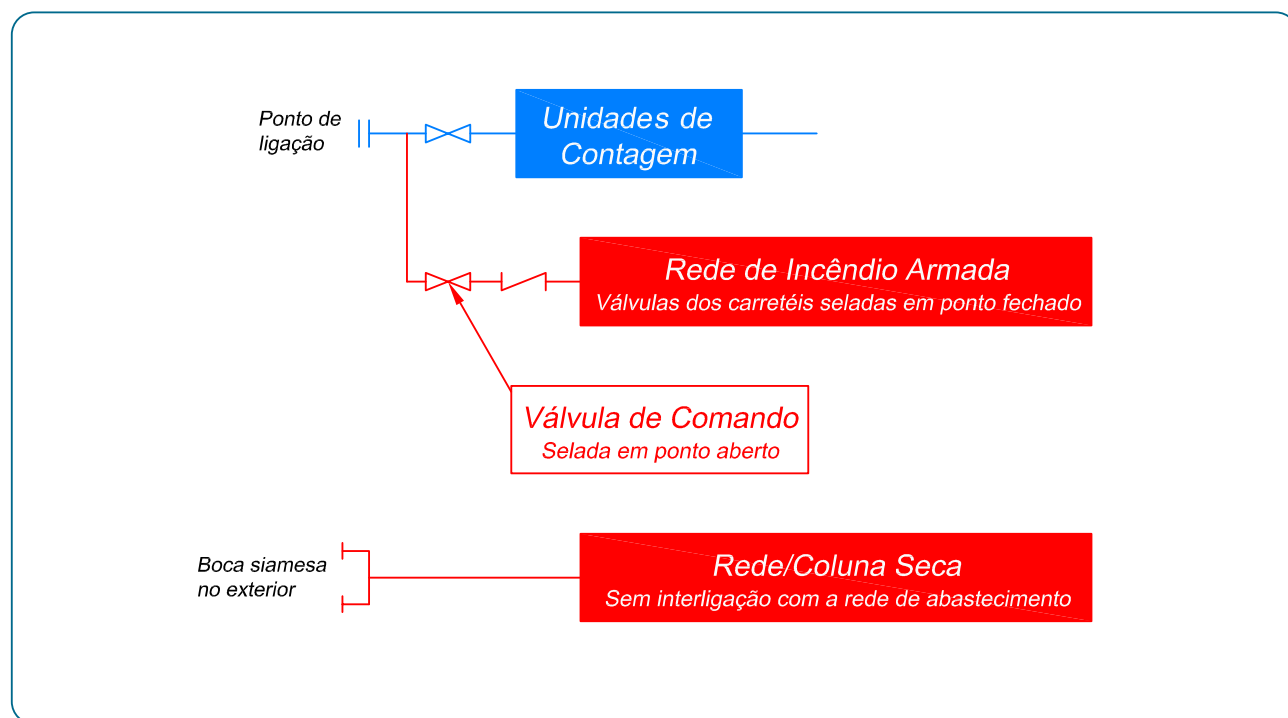 Ponto de
ligação
Unidades de
Contagem
Rede de Incêndio Armada
Válvulas dos carretéis seladas em ponto fechado
Válvula de Comando
Selada em ponto aberto
Boca siamesa
no exterior
Rede/Coluna Seca
Sem interligação com a rede de abastecimento